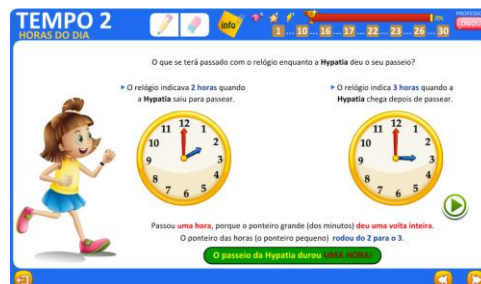 TEMPO 2
HORAS DO DIA
info
1 ... 10 ... 16 ... 17 ... 22 ... 23 ... 26 ... 30
0%
PROFESSOR
O que se terá passado com o relógio enquanto a Hypatia deu o seu passeio?
O relógio indicava 2 horas quando
a Hypatia saiu para passear.
O relógio indica 3 horas quando a
Hypatia chega depois de passear.
12 1 2 3 4 5 6 7 8 9 10 11
12 1 2 3 4 5 6 7 8 9 10 11
Passou uma hora, porque o ponteiro grande (dos minutos) deu uma volta inteira.
O ponteiro das horas (o ponteiro pequeno) rodou do 2 para o 3.
O passeio da Hypatia durou UMA HORA!